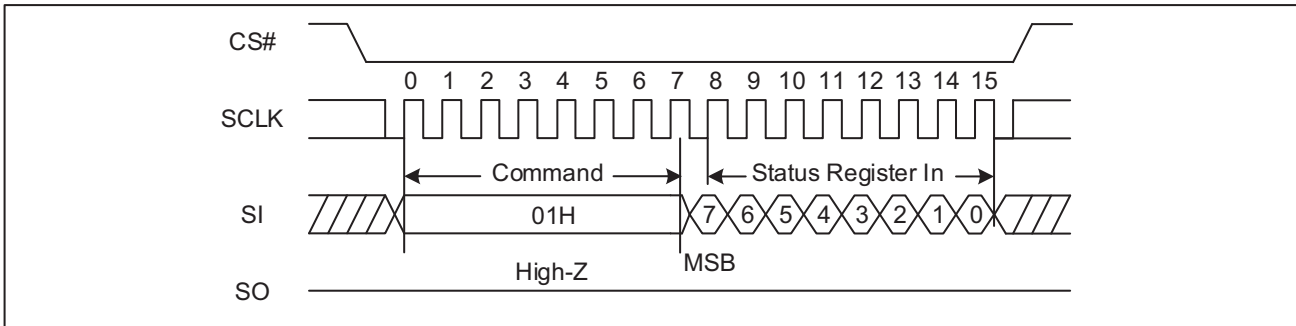 CS#
0 1 2 3 4 5 6 7 8 9 10 11 12 13 14 15
SCLK
Command Status Register In
SI 01H 7 6 5 4 3 2 1 0
High-Z MSB
SO